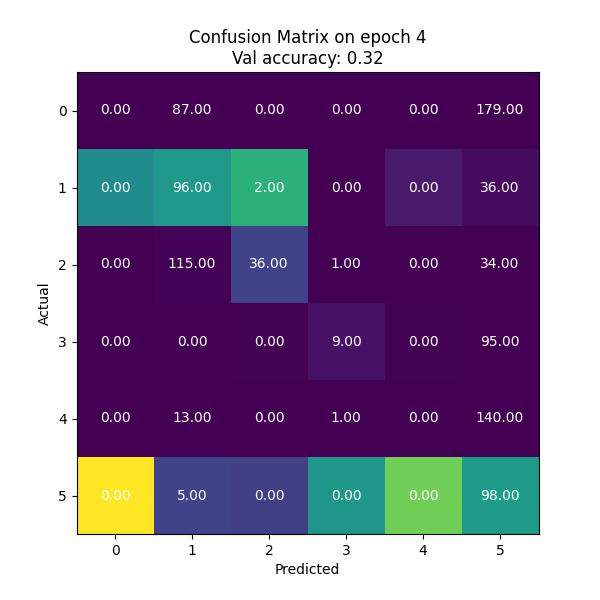 Confusion Matrix on epoch 4
Val accuracy: 0.32
Actual
0 0.00 87.00 0.00 0.00 0.00 179.00
1 0.00 96.00 2.00 0.00 0.00 36.00
2 0.00 115.00 36.00 1.00 0.00 34.00
3 0.00 0.00 0.00 9.00 0.00 95.00
4 0.00 13.00 0.00 1.00 0.00 140.00
5 0.00 5.00 0.00 0.00 0.00 98.00
0 1 2 3 4 5
Predicted